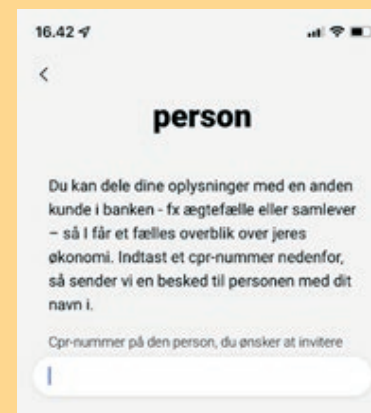 16.42
person
Du kan dele dine oplysninger med en anden
kunde i banken - fx ægtefælle eller samlever
– så I får et fælles overblik over jeres
økonomi. Indtast et cpr-nummer nedenfor,
så sender vi en besked til personen med dit
navn i.
Cpr-nummer på den person, du ønsker at invitere